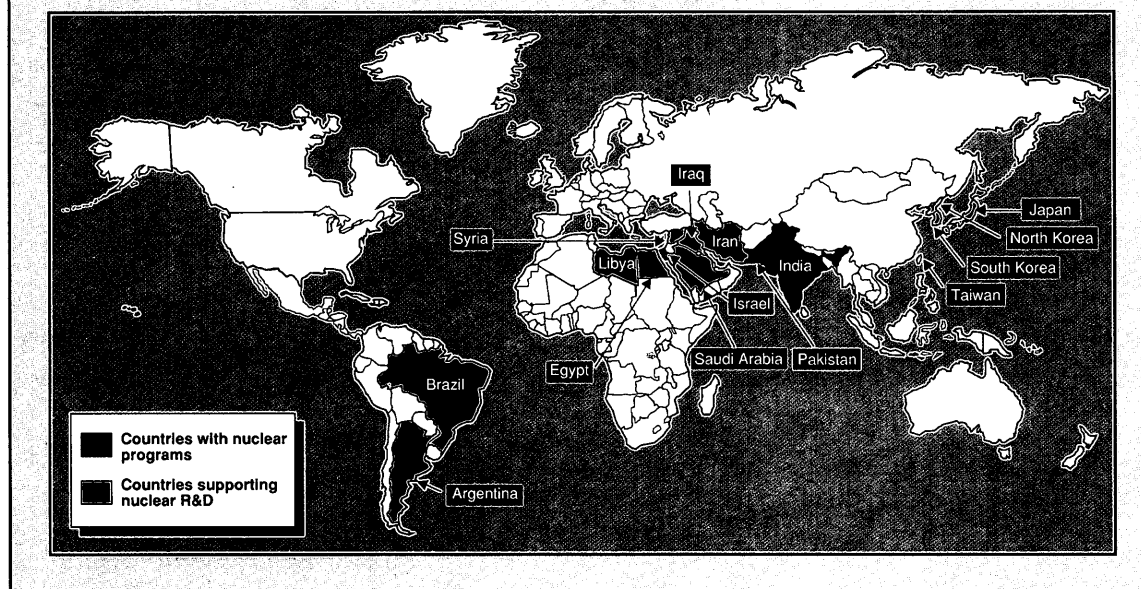 Iraq
Japan
Syria
Iran
North Korea
Libya
India
South Korea
Israel
Taiwan
Egypt
Saudi Arabia
Pakistan
Brazil
Countries with nuclear
programs
Countries supporting
nuclear R&D
Argentina